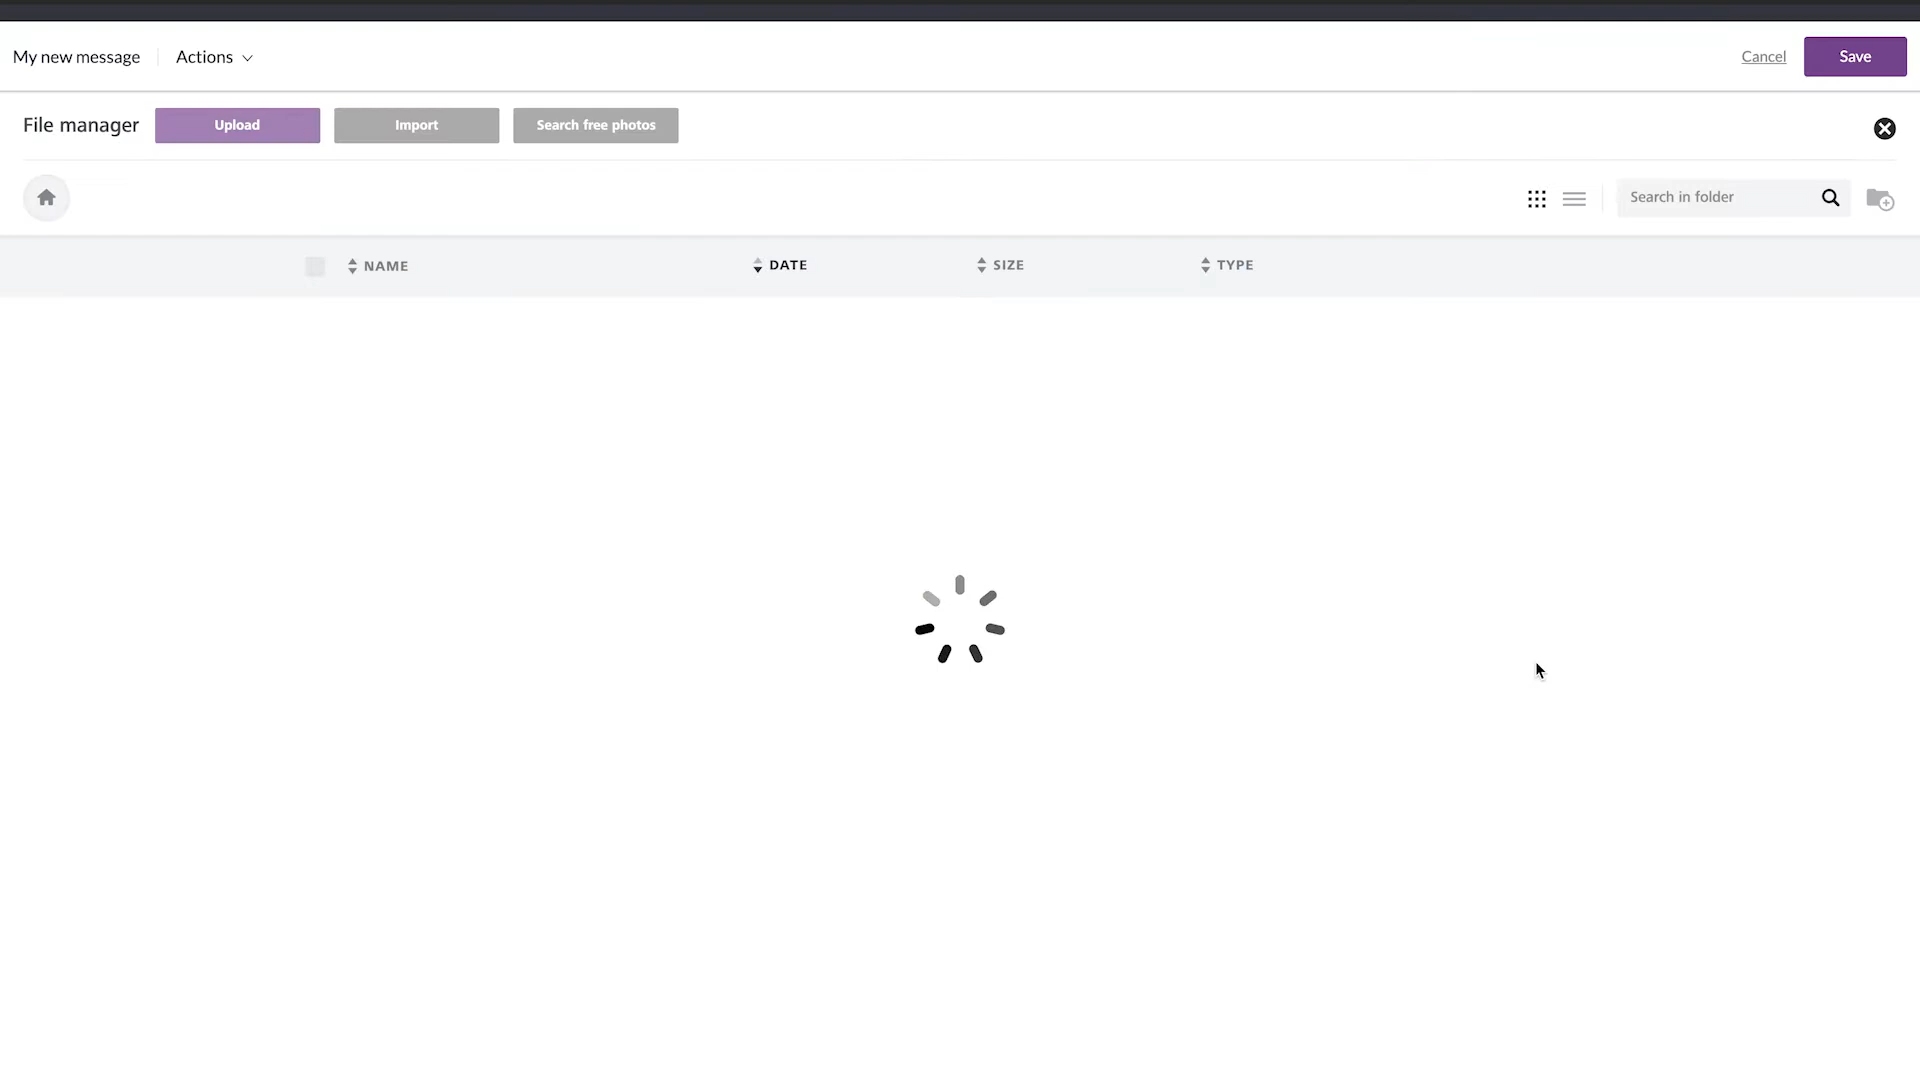 My new message
Actions
Cancel
Save
File manager
Upload
Import
Search free photos
Search in folder
NAME
DATE
SIZE
TYPE